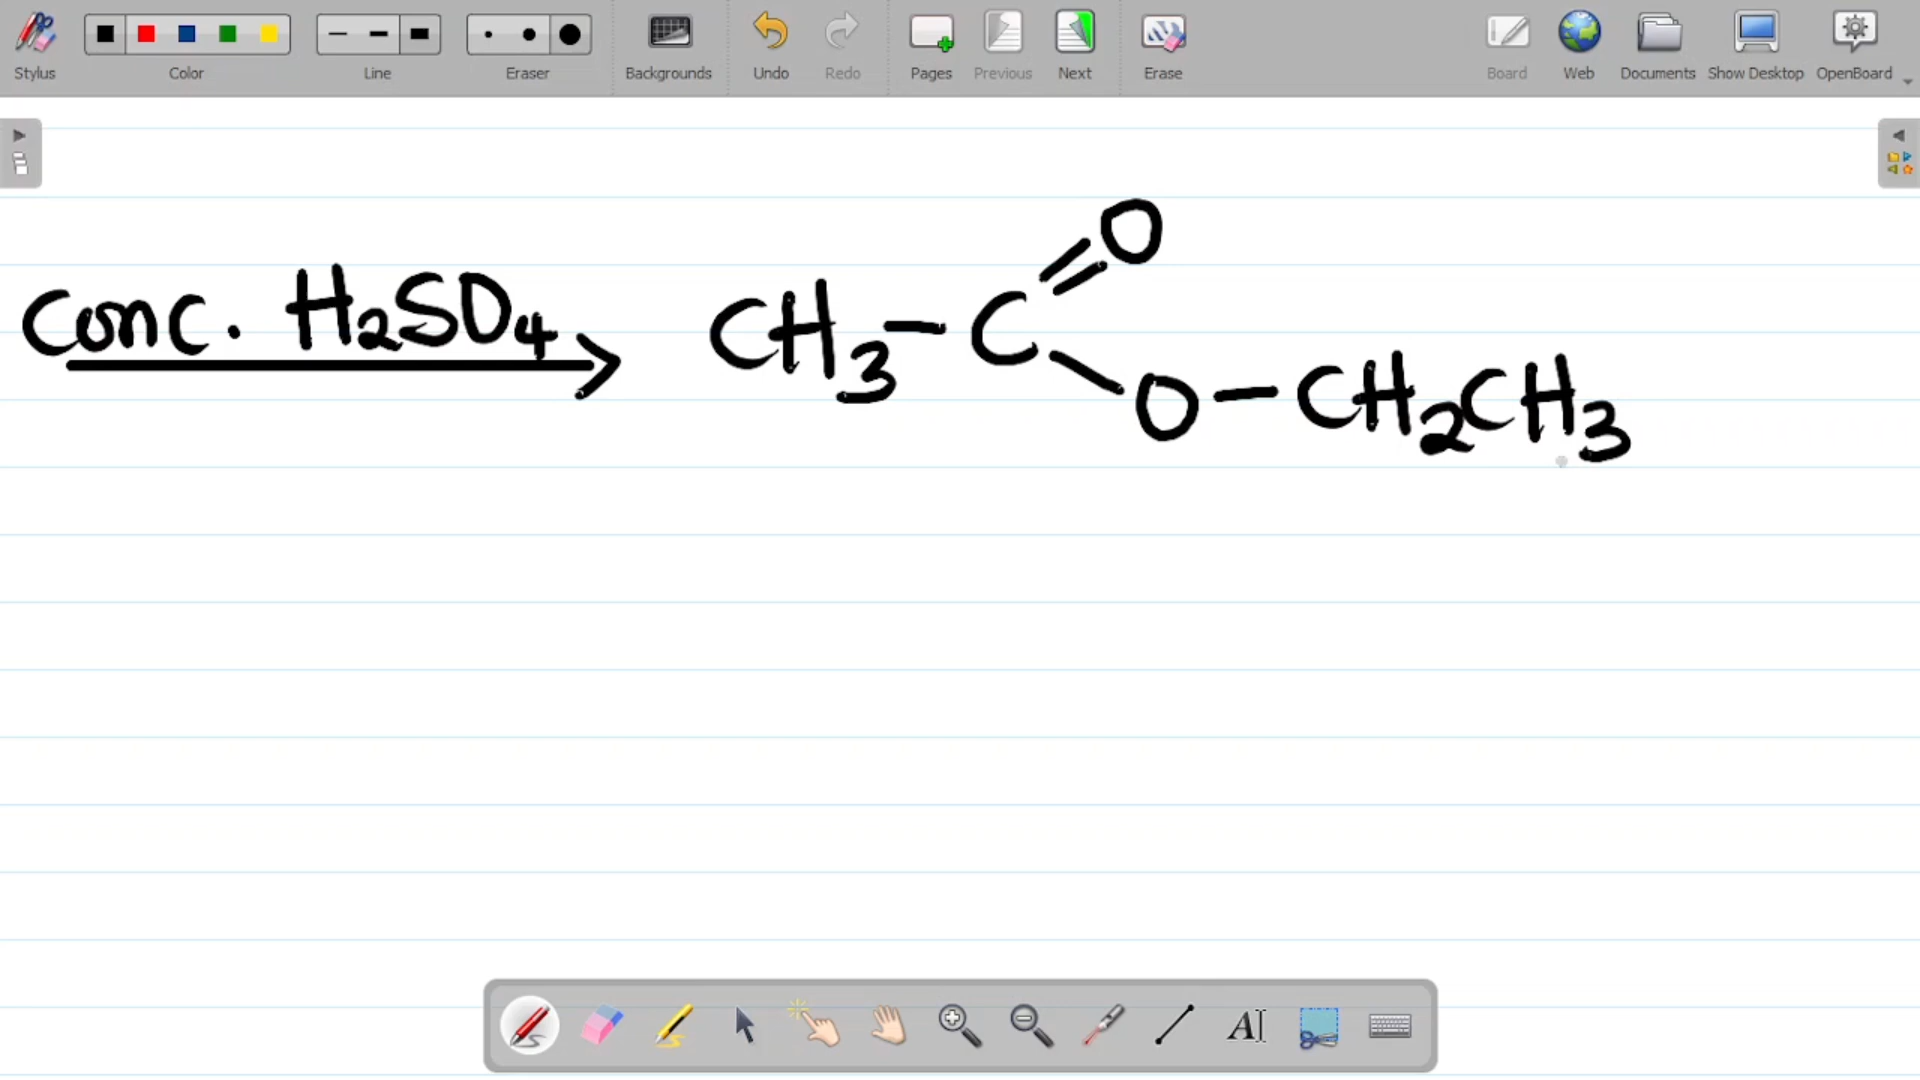 Stylus Color Line Eraser Backgrounds Undo Redo Pages Previous Next Erase Board Web Documents Show Desktop OpenBoard
Conc. H2SO4 → CH3-C=O
O-CH2CH3
AI